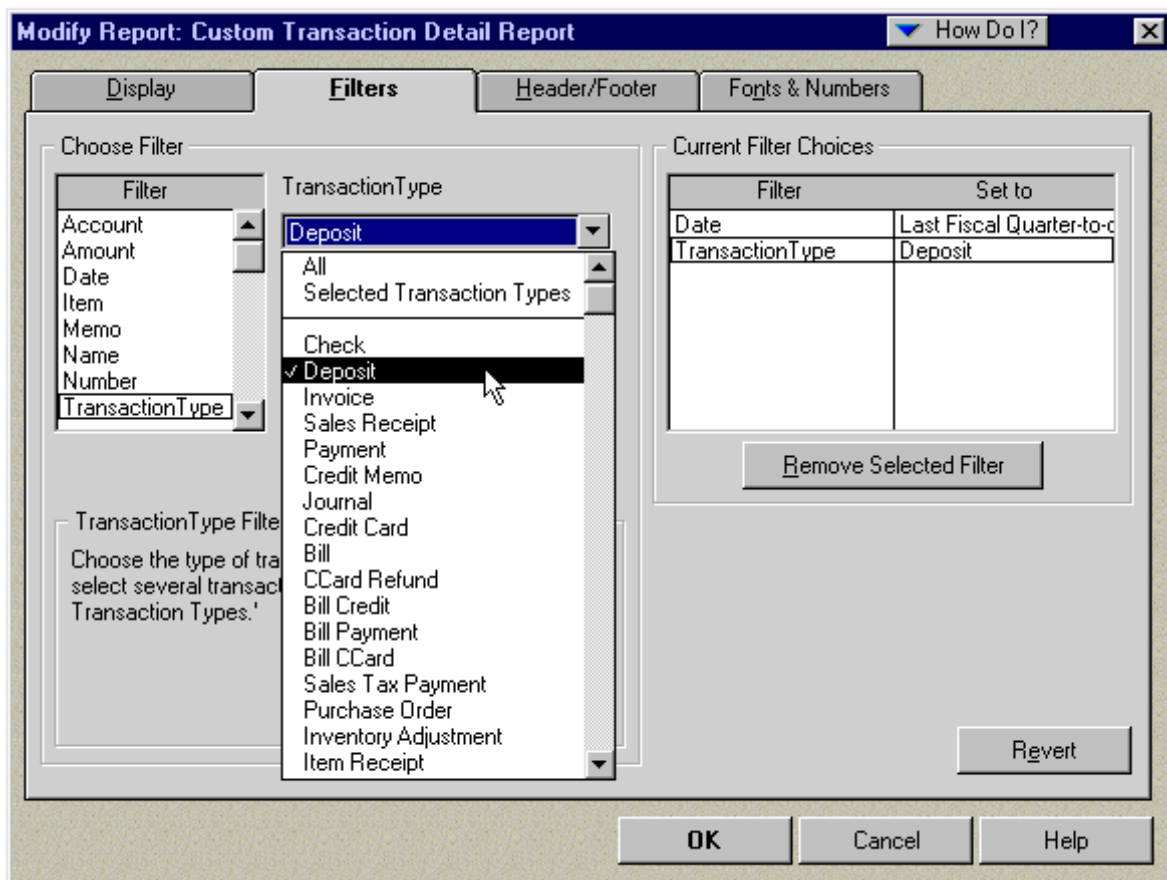 Modify Report: Custom Transaction Detail Report
How Do I?
Display
Filters
Header/Footer
Fonts & Numbers
Choose Filter
Filter
Account
Amount
Date
Item
Memo
Name
Number
TransactionType
TransactionType
Deposit
All
Selected Transaction Types
Check
✓ Deposit
Invoice
Sales Receipt
Payment
Credit Memo
Journal
Credit Card
Bill
CCard Refund
Bill Credit
Bill Payment
Bill CCard
Sales Tax Payment
Purchase Order
Inventory Adjustment
Item Receipt
TransactionType Filte
Choose the type of tra
select several transact
Transaction Types.'
Current Filter Choices
Filter Set to
Date Last Fiscal Quarter-to-
TransactionType Deposit
Remove Selected Filter
Revert
OK
Cancel
Help